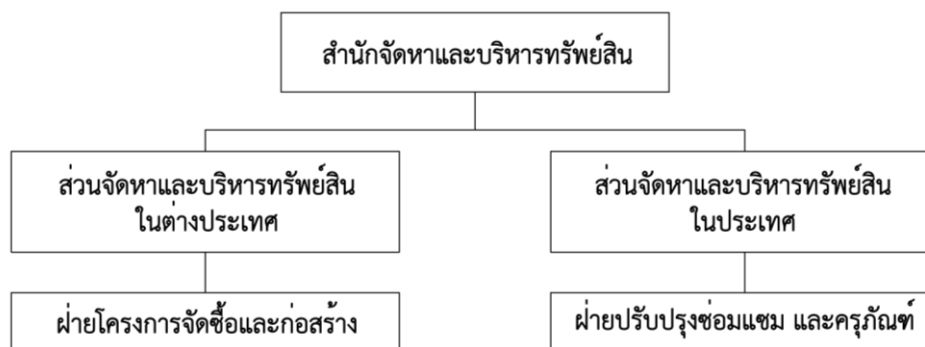 สำนักจัดหาและบริหารทรัพย์สิน
ส่วนจัดหาและบริหารทรัพย์สิน
ในต่างประเทศ
ส่วนจัดหาและบริหารทรัพย์สิน
ในประเทศ
ฝ่ายโครงการจัดซื้อและก่อสร้าง
ฝ่ายปรับปรุงซ่อมแซม และครุภัณฑ์